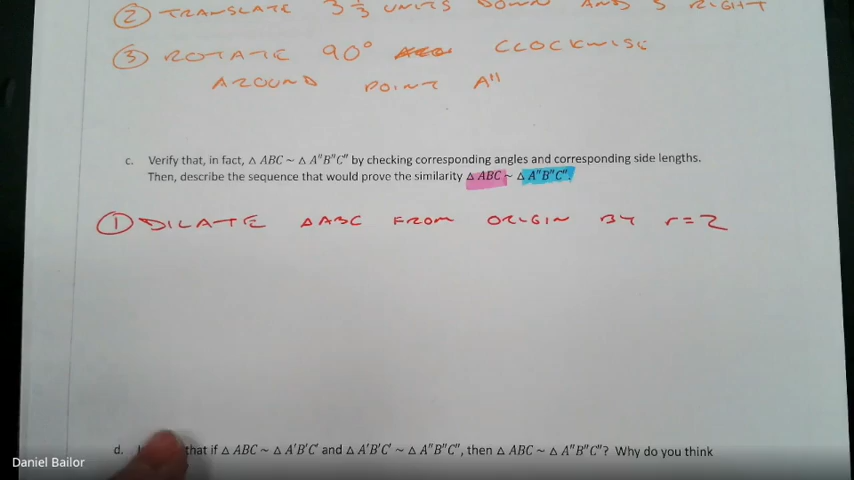 ② TRANSLATE 3 1/3 UNITS DOWN AND 5 RIGHT
③ ROTATE 90° CLOCKWISE
AROUND POINT A''
c. Verify that, in fact, △ ABC ~ △ A″B″C″ by checking corresponding angles and corresponding side lengths.
Then, describe the sequence that would prove the similarity △ ABC ~ △ A″B″C″.
① DILATE △ABC FROM ORIGIN BY r=2
d. that if △ ABC ~ △ A′B′C′ and △ A′B′C′ ~ △ A″B″C″, then △ ABC ~ △ A″B″C″? Why do you think
Daniel Bailor